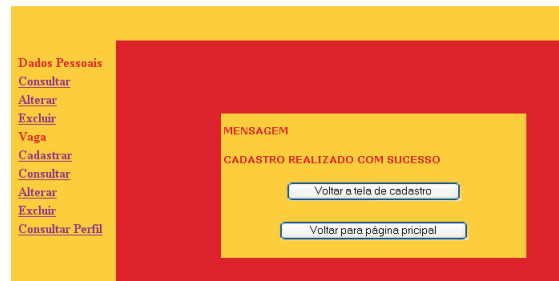 Dados Pessoais
Consultar
Alterar
Excluir
Vaga
Cadastrar
Consultar
Alterar
Excluir
Consultar Perfil
MENSAGEM
CADASTRO REALIZADO COM SUCESSO
Voltar a tela de cadastro
Voltar para página pricipal